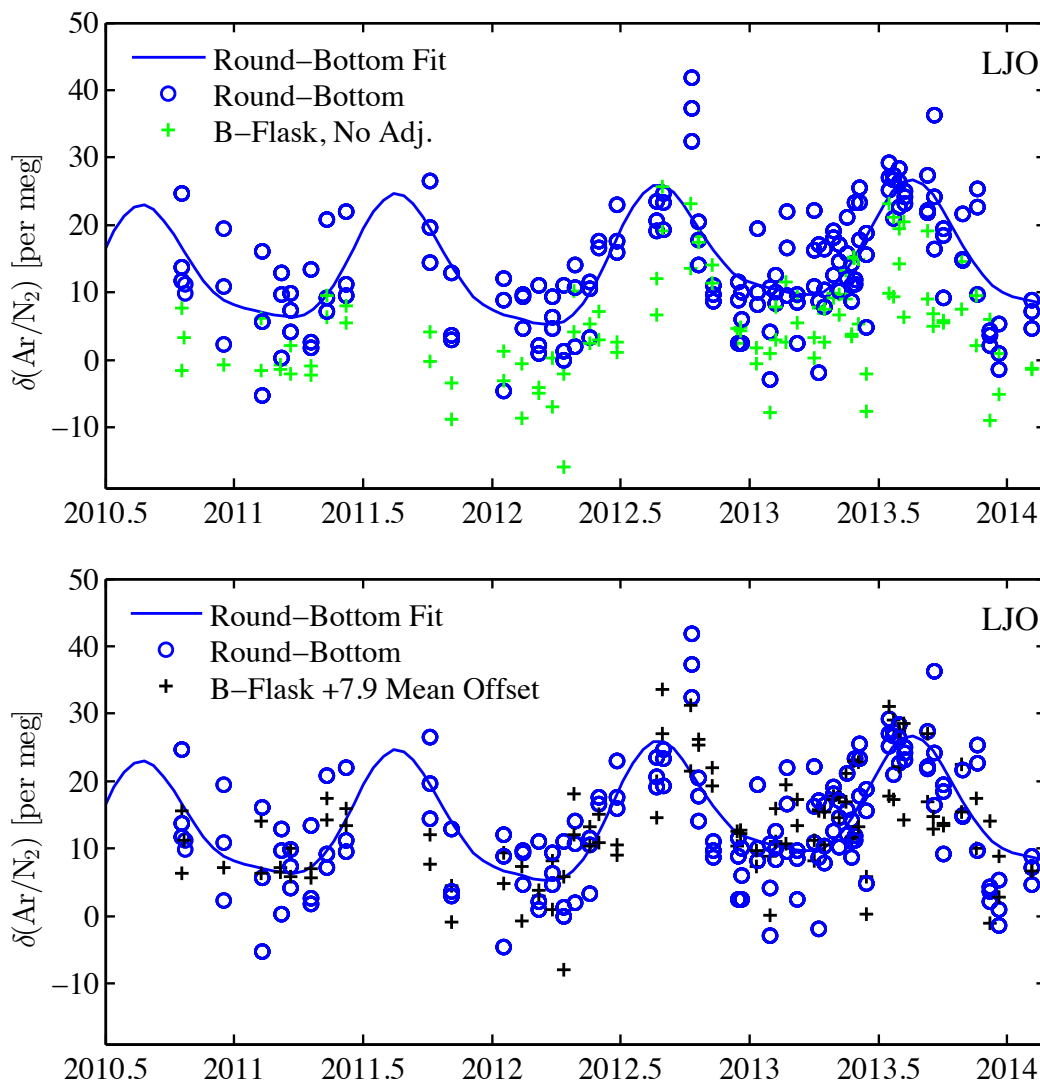 50
40
30
20
10
0
−10
δ(Ar/N₂) [per meg]
Round−Bottom Fit
Round−Bottom
B−Flask, No Adj.
LJO
2010.5 2011 2011.5 2012 2012.5 2013 2013.5 2014
50
40
30
20
10
0
−10
δ(Ar/N₂) [per meg]
Round−Bottom Fit
Round−Bottom
B−Flask +7.9 Mean Offset
LJO
2010.5 2011 2011.5 2012 2012.5 2013 2013.5 2014